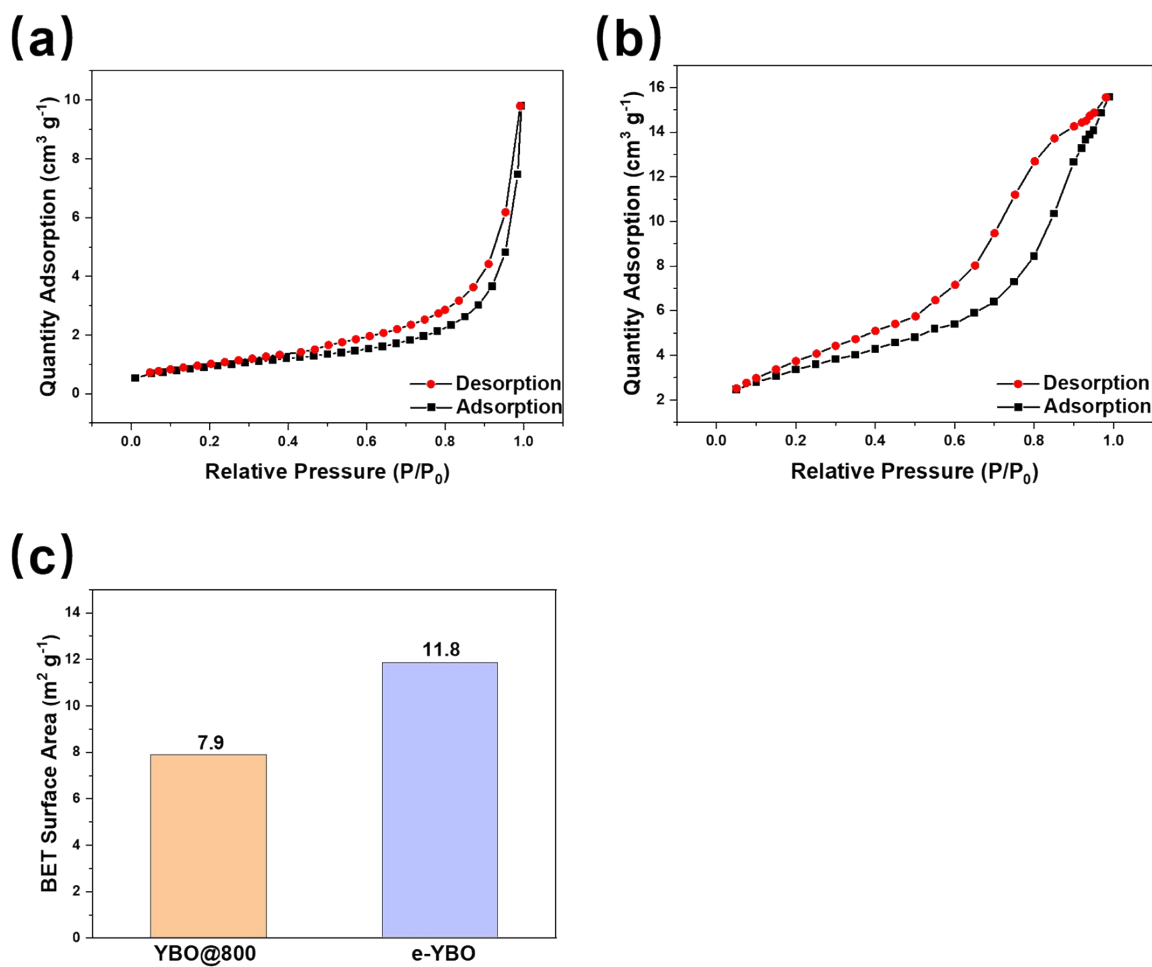 (a)
Quantity Adsorption (cm³ g⁻¹)
10
8
6
4
2
0
Desorption
Adsorption
0.0 0.2 0.4 0.6 0.8 1.0
Relative Pressure (P/P₀)
(b)
Quantity Adsorption (cm³ g⁻¹)
16
14
12
10
8
6
4
2
Desorption
Adsorption
0.0 0.2 0.4 0.6 0.8 1.0
Relative Pressure (P/P₀)
(c)
BET Surface Area (m² g⁻¹)
14
12
10
8
6
4
2
0
7.9
11.8
YBO@800 e-YBO